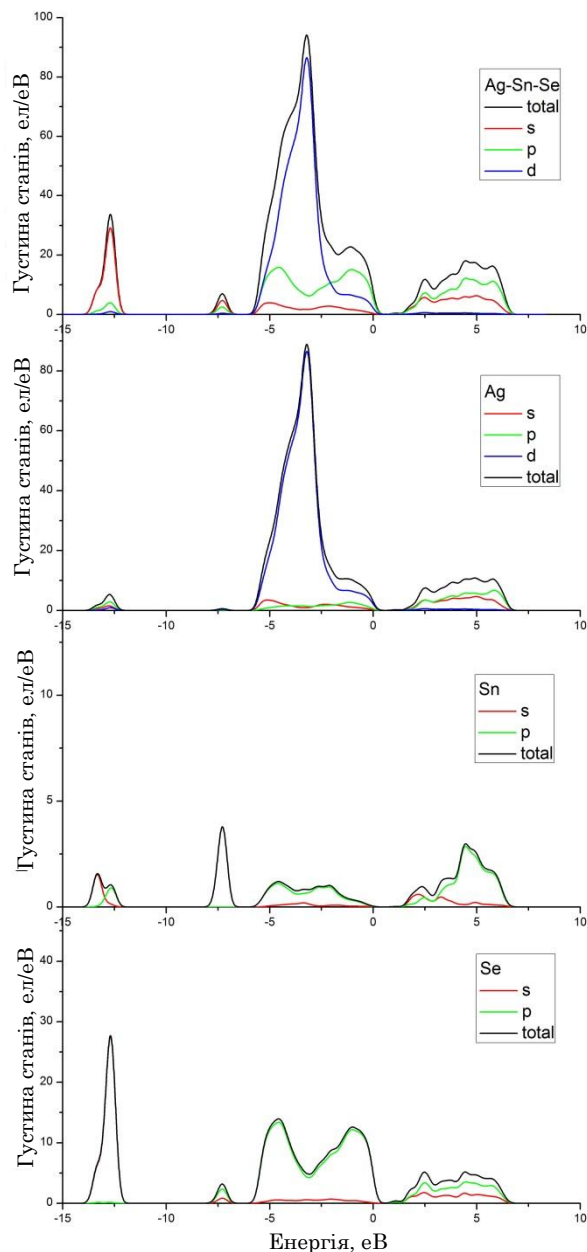 Густина станів, ел/еВ
100
80
60
40
20
0
Ag-Sn-Se
total
s
p
d
-15 -10 -5 0 5 10
Густина станів, ел/еВ
80
60
40
20
0
Ag
s
p
d
total
-15 -10 -5 0 5 10
Густина станів, ел/еВ
10
5
0
Sn
s
p
total
-15 -10 -5 0 5 10
Густина станів, ел/еВ
40
30
20
10
0
Se
s
p
total
-15 -10 -5 0 5 10
Енергія, еВ